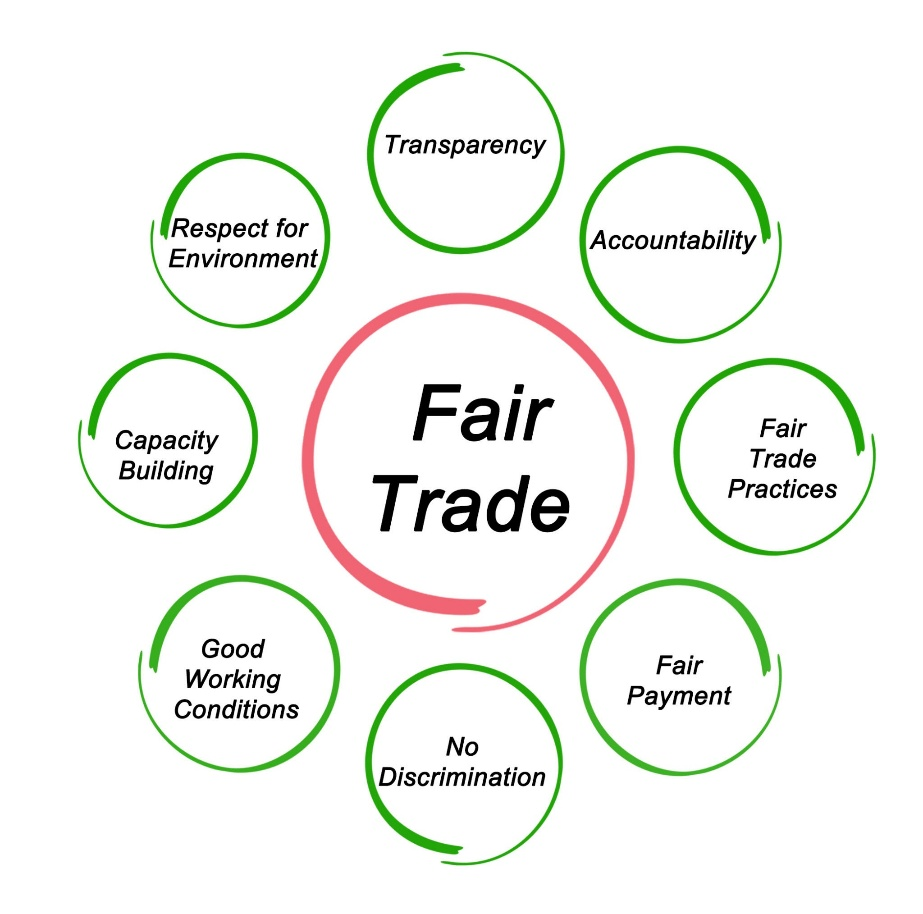 Transparency
Accountability
Fair
Trade
Practices
Fair
Payment
No
Discrimination
Good
Working
Conditions
Capacity
Building
Respect for
Environment
Fair
Trade